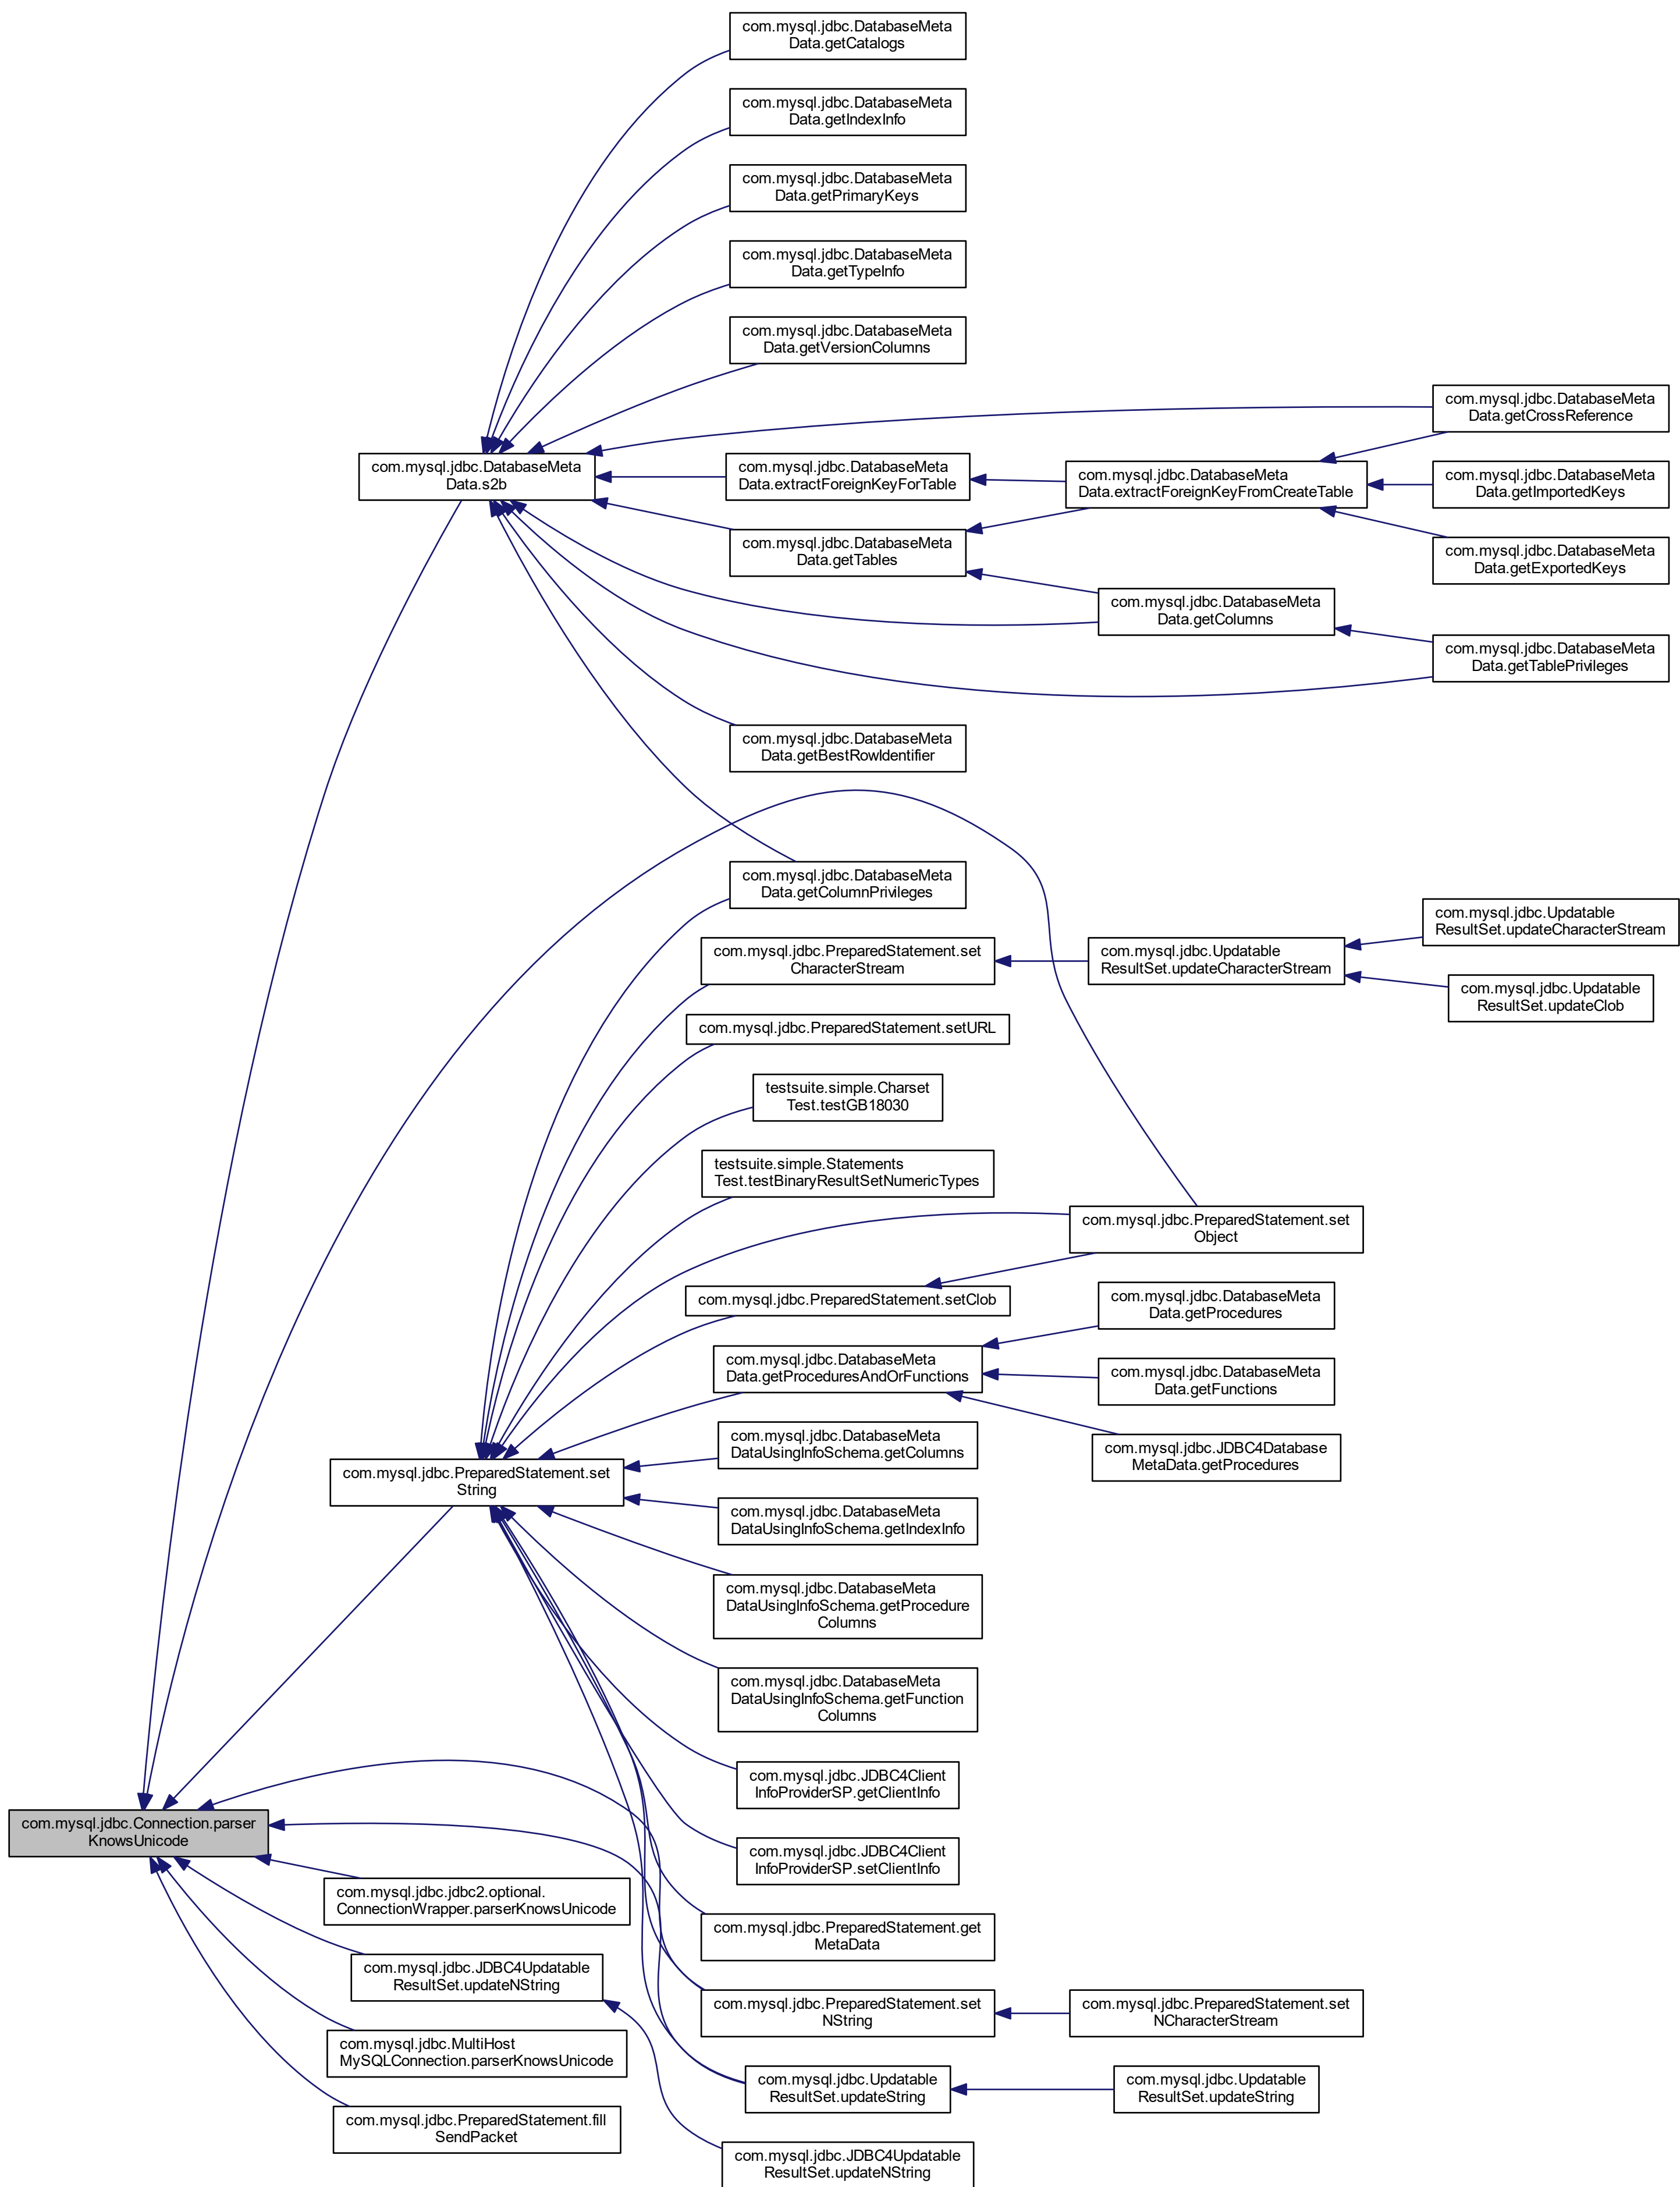 com.mysql.jdbc.DatabaseMeta
Data.getCatalogs
com.mysql.jdbc.DatabaseMeta
Data.getIndexInfo
com.mysql.jdbc.DatabaseMeta
Data.getPrimaryKeys
com.mysql.jdbc.DatabaseMeta
Data.getTypeInfo
com.mysql.jdbc.DatabaseMeta
Data.getVersionColumns
com.mysql.jdbc.DatabaseMeta
Data.getCrossReference
com.mysql.jdbc.DatabaseMeta
Data.s2b
com.mysql.jdbc.DatabaseMeta
Data.extractForeignKeyForTable
com.mysql.jdbc.DatabaseMeta
Data.extractForeignKeyFromCreateTable
com.mysql.jdbc.DatabaseMeta
Data.getImportedKeys
com.mysql.jdbc.DatabaseMeta
Data.getTables
com.mysql.jdbc.DatabaseMeta
Data.getExportedKeys
com.mysql.jdbc.DatabaseMeta
Data.getColumns
com.mysql.jdbc.DatabaseMeta
Data.getTablePrivileges
com.mysql.jdbc.DatabaseMeta
Data.getBestRowIdentifier
com.mysql.jdbc.DatabaseMeta
Data.getColumnPrivileges
com.mysql.jdbc.PreparedStatement.set
CharacterStream
com.mysql.jdbc.Updatable
ResultSet.updateCharacterStream
com.mysql.jdbc.Updatable
ResultSet.updateCharacterStream
com.mysql.jdbc.Updatable
ResultSet.updateClob
com.mysql.jdbc.PreparedStatement.setURL
testsuite.simple.Charset
Test.testGB18030
testsuite.simple.Statements
Test.testBinaryResultSetNumericTypes
com.mysql.jdbc.PreparedStatement.set
Object
com.mysql.jdbc.PreparedStatement.setClob
com.mysql.jdbc.DatabaseMeta
Data.getProcedures
com.mysql.jdbc.DatabaseMeta
Data.getProceduresAndOrFunctions
com.mysql.jdbc.DatabaseMeta
Data.getFunctions
com.mysql.jdbc.JDBC4Database
MetaData.getProcedures
com.mysql.jdbc.DatabaseMeta
DataUsingInfoSchema.getColumns
com.mysql.jdbc.PreparedStatement.set
String
com.mysql.jdbc.DatabaseMeta
DataUsingInfoSchema.getIndexInfo
com.mysql.jdbc.DatabaseMeta
DataUsingInfoSchema.getProcedure
Columns
com.mysql.jdbc.DatabaseMeta
DataUsingInfoSchema.getFunction
Columns
com.mysql.jdbc.JDBC4Client
InfoProviderSP.getClientInfo
com.mysql.jdbc.Connection.parser
KnowsUnicode
com.mysql.jdbc.JDBC4Client
InfoProviderSP.setClientInfo
com.mysql.jdbc.jdbc2.optional.
ConnectionWrapper.parserKnowsUnicode
com.mysql.jdbc.PreparedStatement.get
MetaData
com.mysql.jdbc.JDBC4Updatable
ResultSet.updateNString
com.mysql.jdbc.PreparedStatement.set
NString
com.mysql.jdbc.PreparedStatement.set
NCharacterStream
com.mysql.jdbc.MultiHost
MySQLConnection.parserKnowsUnicode
com.mysql.jdbc.Updatable
ResultSet.updateString
com.mysql.jdbc.Updatable
ResultSet.updateString
com.mysql.jdbc.PreparedStatement.fill
SendPacket
com.mysql.jdbc.JDBC4Updatable
ResultSet.updateNString